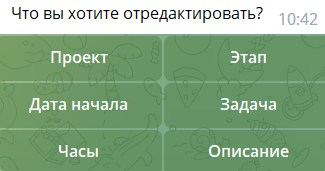 Что вы хотите отредактировать?
10:42
Проект Этап
Дата начала Задача
Часы Описание